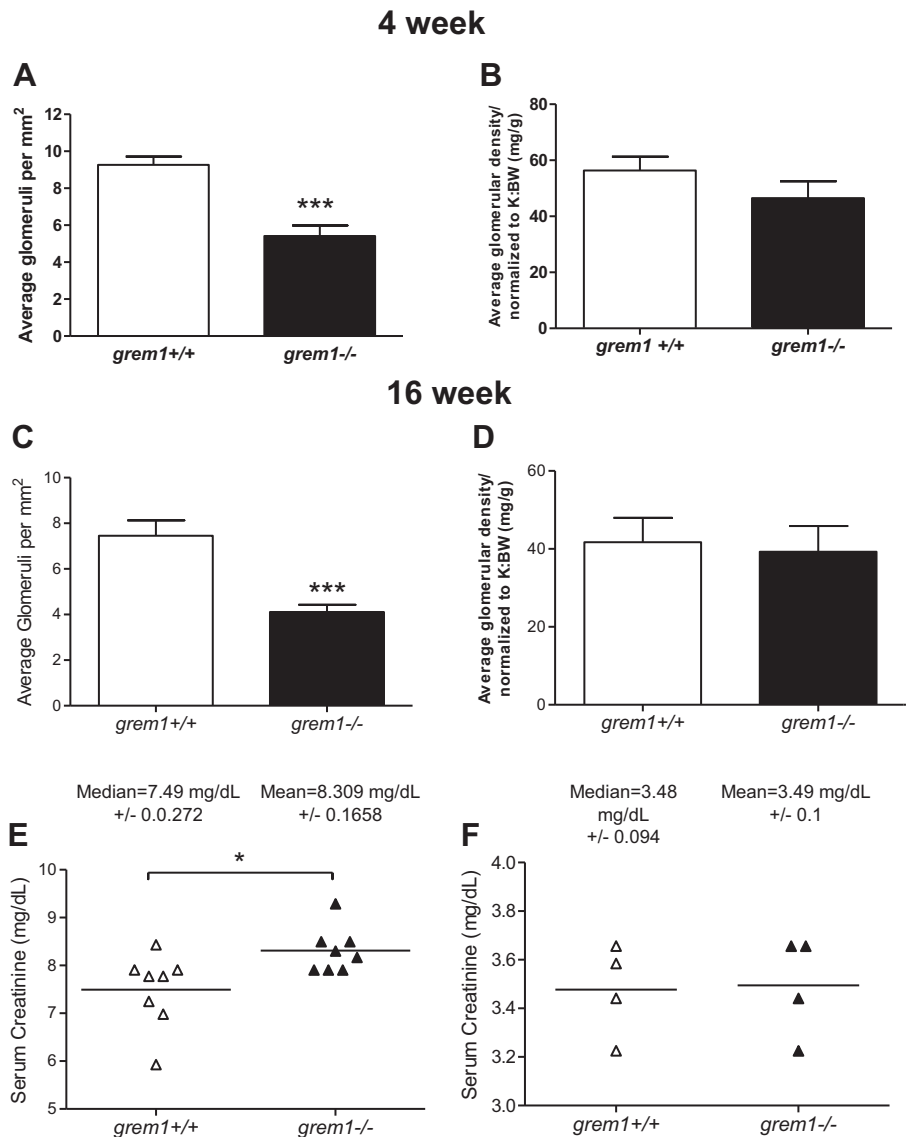 4 week
A
Average glomeruli per mm²
12
10
8
6
4
2
0
***
grem1+/+
grem1-/-
B
Average glomerular density/
normalized to K:BW (mg/g)
80
60
40
20
0
grem1 +/+
grem1-/-
16 week
C
Average Glomeruli per mm²
10
8
6
4
2
0
***
grem1+/+
grem1-/-
D
Average glomerular density/
normalized to K:BW (mg/g)
60
40
20
0
grem1+/+
grem1-/-
Median=7.49 mg/dL
+/- 0.0.272
Mean=8.309 mg/dL
+/- 0.1658
E
Serum Creatinine (mg/dL)
10
9
8
7
6
5
*
grem1+/+
grem1-/-
Median=3.48
mg/dL
+/- 0.094
Mean=3.49 mg/dL
+/- 0.1
F
Serum Creatinine (mg/dL)
4.0
3.8
3.6
3.4
3.2
3.0
grem1+/+
grem1-/-